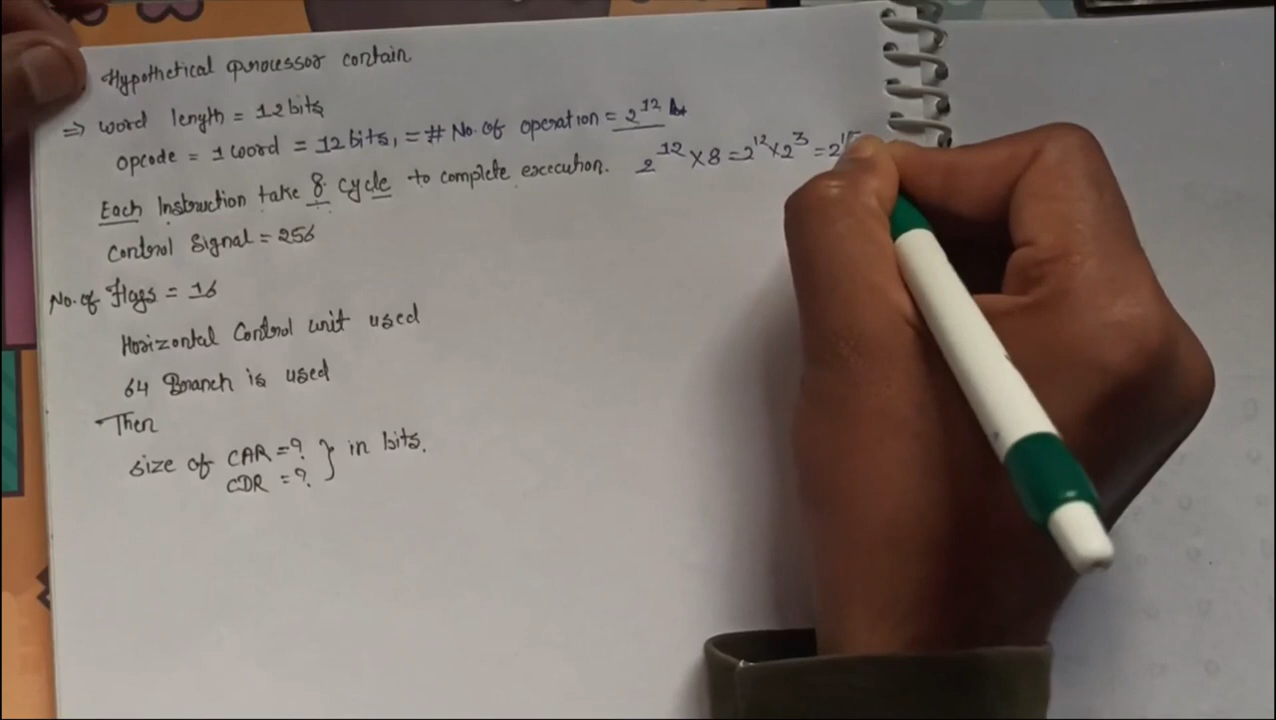 Hypothetical processor contain
⇒ word length = 12 bits
opcode = 1 word = 12 bits, = # No. of operation = 2^12
Each Instruction take 8 cycle to complete execution. 2^12 × 8 = 2^12 × 2^3 = 2^15
Control Signal = 256
No. of Flags = 16
Horizontal Control unit used
64 Branch is used
Then
size of CAR = ? } in bits.
CDR = ?